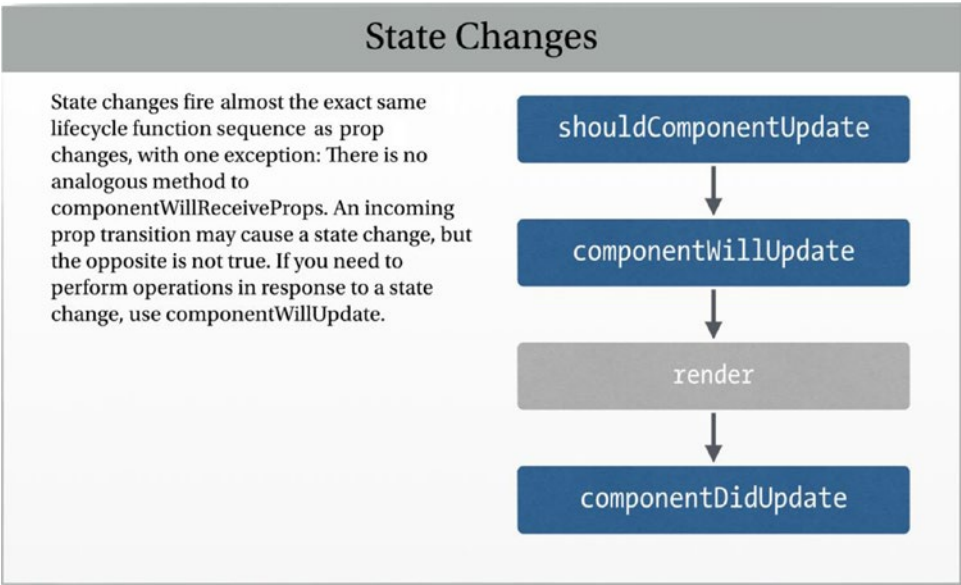 State Changes
State changes fire almost the exact same
lifecycle function sequence as prop
changes, with one exception: There is no
analogous method to
componentWillReceiveProps. An incoming
prop transition may cause a state change, but
the opposite is not true. If you need to
perform operations in response to a state
change, use componentWillUpdate.
shouldComponentUpdate
componentWillUpdate
render
componentDidUpdate